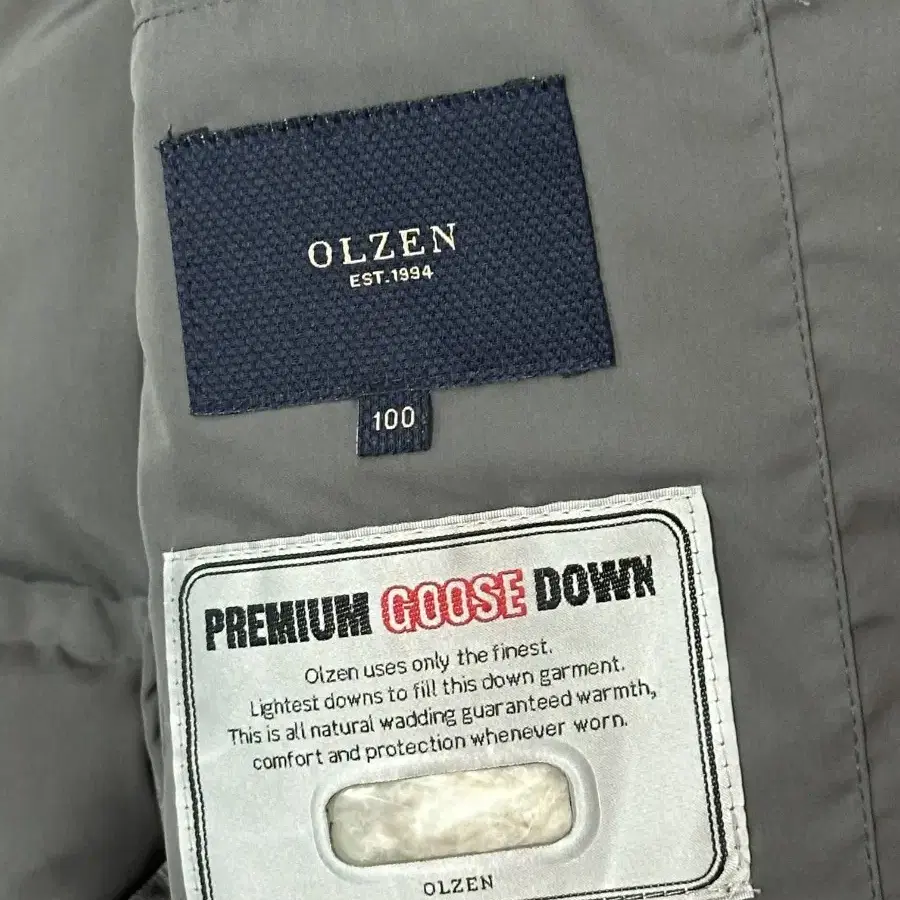 OLZEN
EST.1994
100
PREMIUM GOOSE DOWN
Olzen uses only the finest.
Lightest downs to fill this down garment.
This is all natural wadding guaranteed warmth,
comfort and protection whenever worn.
OLZEN